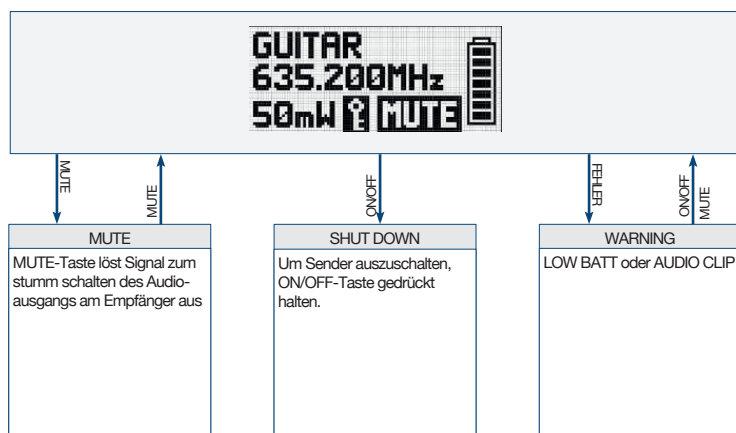 GUITAR
635.200MHz
50mW MUTE
MUTE
MUTE
ON/OFF
FEHLER
ON/OFF
MUTE
MUTE
MUTE-Taste löst Signal zum
stumm schalten des Audio-
ausgangs am Empfänger aus
SHUT DOWN
Um Sender auszuschalten,
ON/OFF-Taste gedrückt
halten.
WARNING
LOW BATT oder AUDIO CLIP